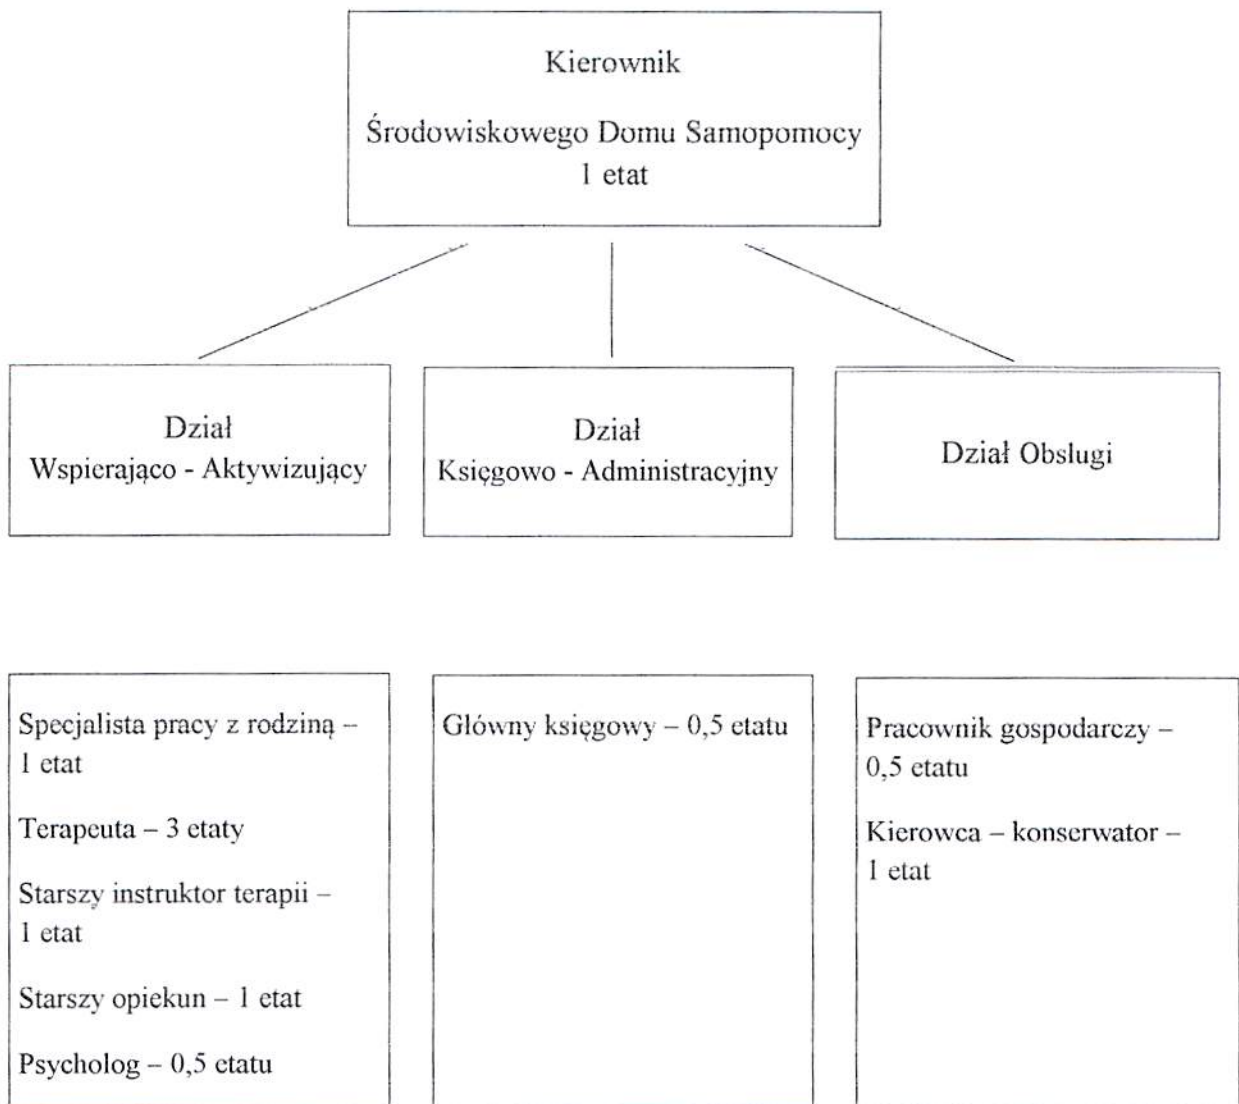 Kierownik
Środowiskowego Domu Samopomocy
1 etat
Dział
Wspierająco - Aktywizujący
Dział
Księgowo - Administracyjny
Dział Obsługi
Specjalista pracy z rodziną –
1 etat
Terapeuta – 3 etaty
Starszy instruktor terapii –
1 etat
Starszy opiekun – 1 etat
Psycholog – 0,5 etatu
Główny księgowy – 0,5 etatu
Pracownik gospodarczy –
0,5 etatu
Kierowca – konserwator –
1 etat